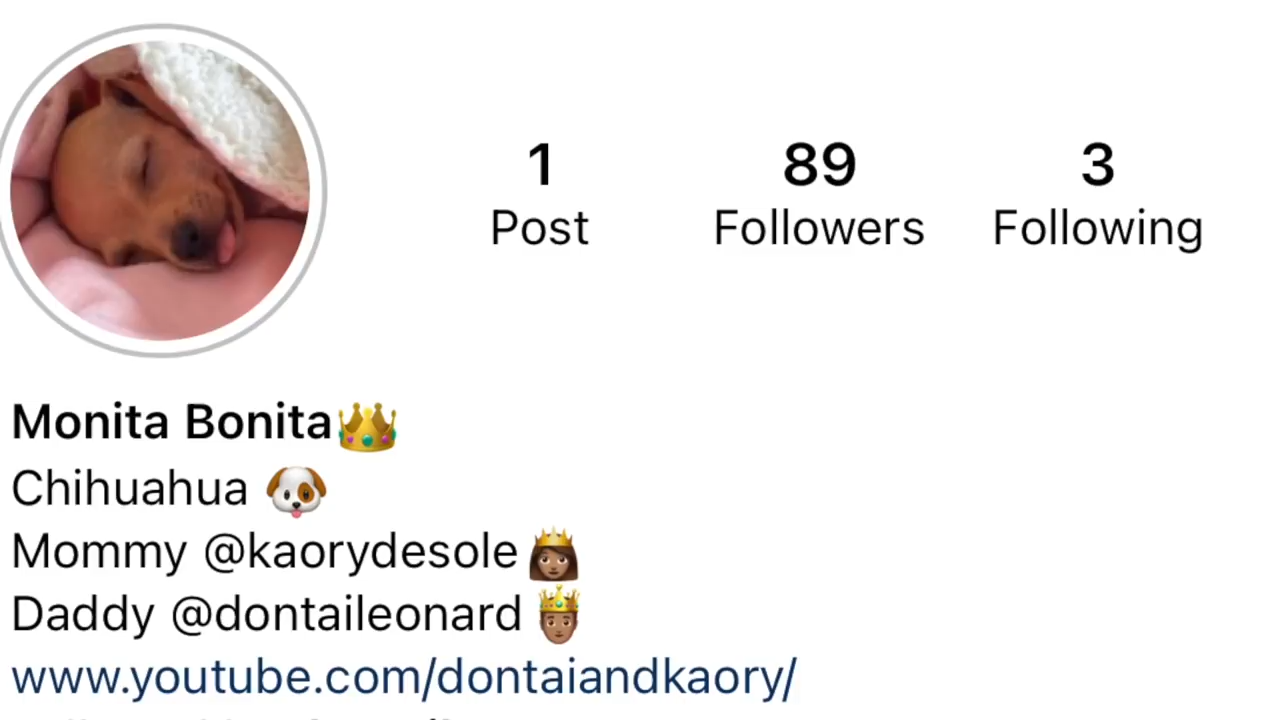 1 89 3
Post Followers Following
Monita Bonita👑
Chihuahua 🐶
Mommy @kaorydesole👸🏽
Daddy @dontaileonard🤴🏽
www.youtube.com/dontaiandkaory/